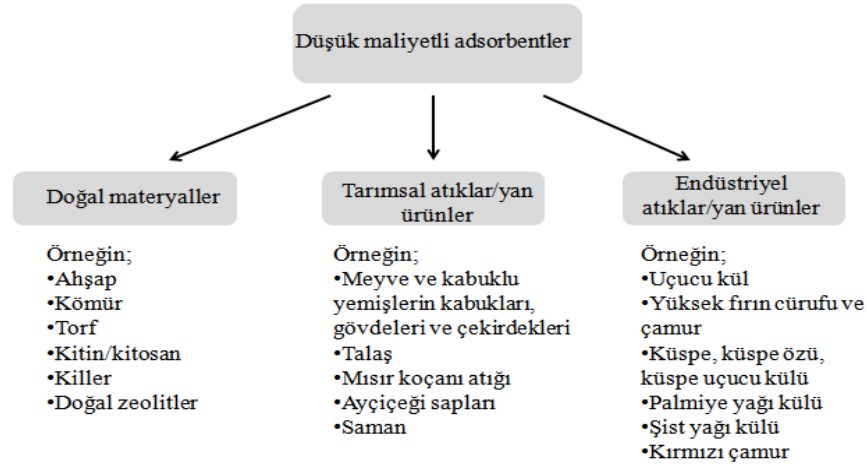 Düşük maliyetli adsorbentler
Doğal materyaller
Örneğin;
•Ahşap
•Kömür
•Torf
•Kitin/kitosan
•Killer
•Doğal zeolitler
Tarımsal atıklar/yan
ürünler
Örneğin;
•Meyve ve kabuklu
yemişlerin kabukları,
gövdeleri ve çekirdekleri
•Talaş
•Mısır koçanı atığı
•Ayçiçeği sapları
•Saman
Endüstriyel
atıklar/yan ürünler
Örneğin;
•Uçucu kül
•Yüksek fırın cürufu ve
çamur
•Küspe, küspe özü,
küspe uçucu külü
•Palmiye yağı külü
•Şist yağı külü
•Kırmızı çamur